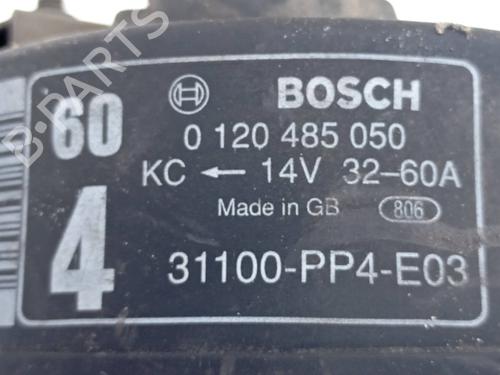 60
BOSCH
0 120 485 050
KC ← 14V 32-60A
Made in GB 806
4
31100-PP4-E03
B-PARTS